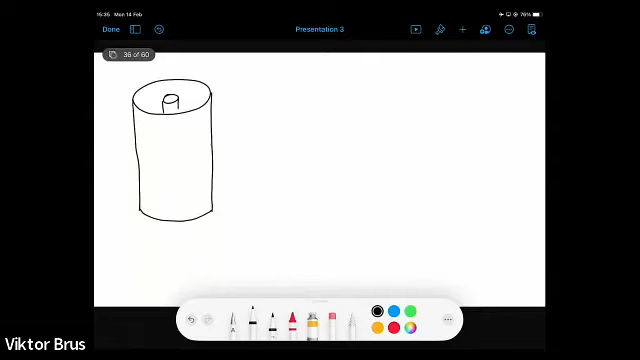 15:35 Mon 14 Feb
76%
Done
Presentation 3
36 of 60
A
Viktor Brus